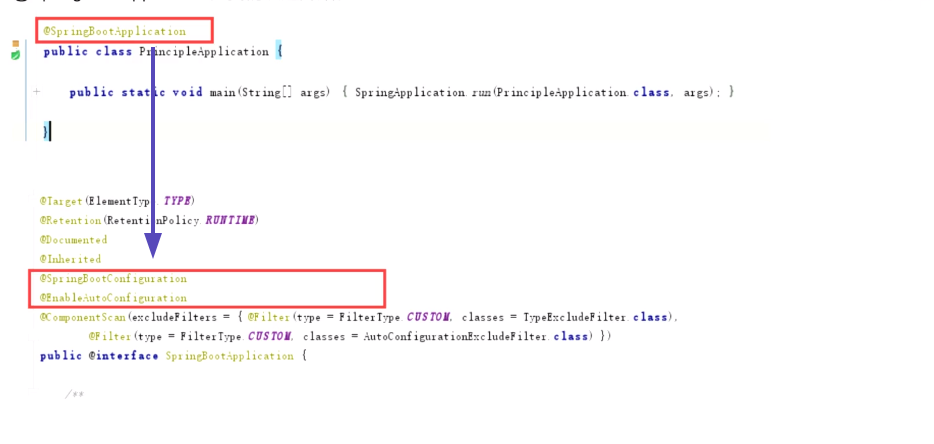 @SpringBootApplication
public class PrincipleApplication {
public static void main(String[] args) { SpringApplication.run(PrincipleApplication.class, args); }
}
@Target(ElementType.TYPE)
@Retention(RetentionPolicy.RUNTIME)
@Documented
@Inherited
@SpringBootConfiguration
@EnableAutoConfiguration
@ComponentScan(excludeFilters = { @Filter(type = FilterType.CUSTOM, classes = TypeExcludeFilter.class),
@Filter(type = FilterType.CUSTOM, classes = AutoConfigurationExcludeFilter.class) })
public @interface SpringBootApplication {
/**